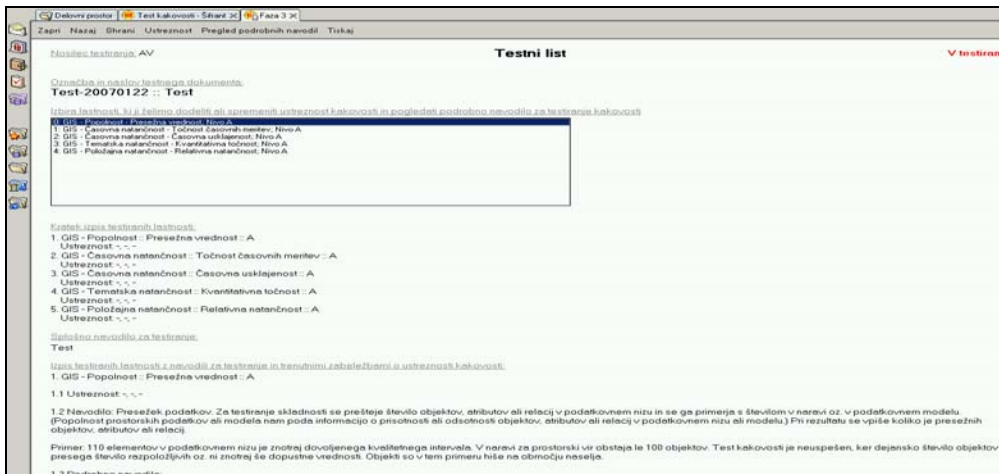 Delovni prostor Test kakovosti - Šifrant Faza 3
Zapri Nazaj Shrani Ustreznost Pregled podrobnih navodil Tiskaj
Nosilec testiranja: AV Testni list V testiran
Označba in naslov testnega dokumenta:
Test-20070122 :: Test
Izbira lastnosti, ki ji želimo dodeliti ali spremeniti ustreznost kakovosti in pogledati podrobno navodilo za testiranje kakovosti
0: GIS - Popolnost - Presežna vrednost; Nivo A
1: GIS - Časovna natančnost - Točnost časovnih meritev; Nivo A
2: GIS - Časovna natančnost - Časovna usklajenost; Nivo A
3: GIS - Tematska natančnost - Kvantitativna točnost; Nivo A
4: GIS - Položajna natančnost - Relativna natančnost; Nivo A
Kratek izpis testiranih lastnosti:
1. GIS - Popolnost :: Presežna vrednost :: A
Ustreznost: -, -, -
2. GIS - Časovna natančnost :: Točnost časovnih meritev :: A
Ustreznost: -, -, -
3. GIS - Časovna natančnost :: Časovna usklajenost :: A
Ustreznost: -, -, -
4. GIS - Tematska natančnost :: Kvantitativna točnost :: A
Ustreznost: -, -, -
5. GIS - Položajna natančnost :: Relativna natančnost :: A
Ustreznost: -, -, -
Splošno navodilo za testiranje:
Test
Izpis testiranih lastnosti z navodili za testiranje in trenutnimi zabeležbami o ustreznosti kakovosti:
1. GIS - Popolnost :: Presežna vrednost :: A
1.1 Ustreznost: -, -, -
1.2 Navodilo: Presežek podatkov. Za testiranje skladnosti se prešteje število objektov, atributov ali relacij v podatkovnem nizu in se ga primerja s številom v naravi oz. v podatkovnem modelu.
(Popolnost prostorskih podatkov ali modela nam poda informacijo o prisotnosti ali odsotnosti objektov, atributov ali relacij v podatkovnem nizu ali modelu.) Pri rezultatu se vpiše koliko je presežnih
objektov, atributov ali relacij.
Primer: 110 elementov v podatkovnem nizu je znotraj dovoljenega kvalitetnega intervala. V naravi za prostorski vir obstaja le 100 objektov. Test kakovosti je neuspešen, ker dejansko število objektov
presega število razpoložljivih oz. ni znotraj še dopustne vrednosti. Objekti so v tem primeru hiše na območju naselja.
1.3 Podrobno navodilo: